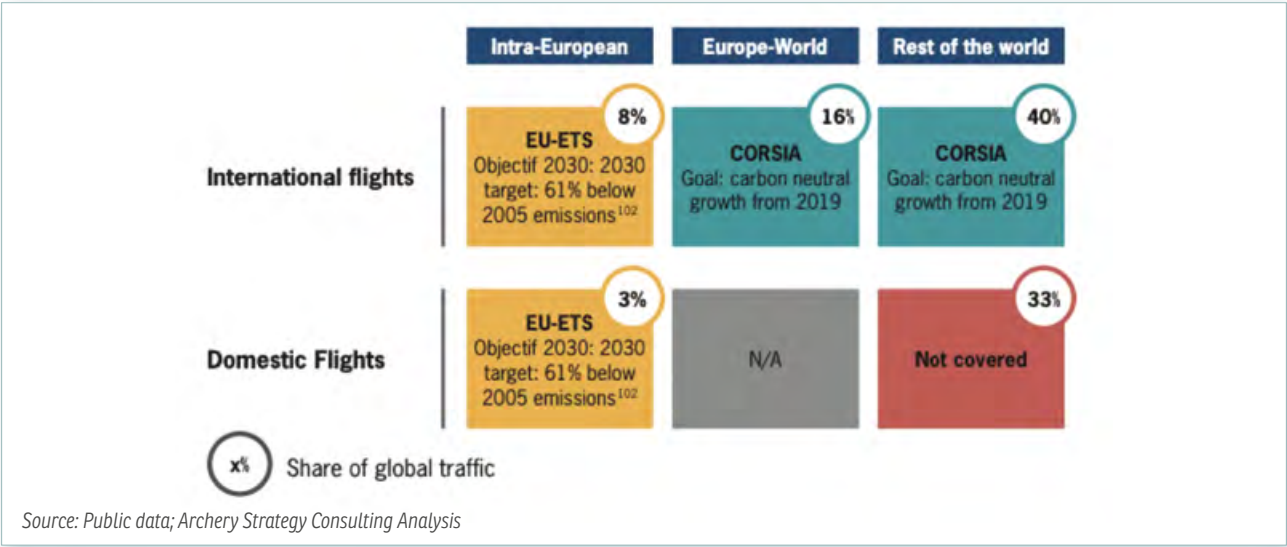 Intra-European
Europe-World
Rest of the world
International flights
8%
EU-ETS
Objectif 2030: 2030
target: 61% below
2005 emissions¹⁰²
16%
CORSIA
Goal: carbon neutral
growth from 2019
40%
CORSIA
Goal: carbon neutral
growth from 2019
Domestic Flights
3%
EU-ETS
Objectif 2030: 2030
target: 61% below
2005 emissions¹⁰²
N/A
33%
Not covered
x%
Share of global traffic
Source: Public data; Archery Strategy Consulting Analysis